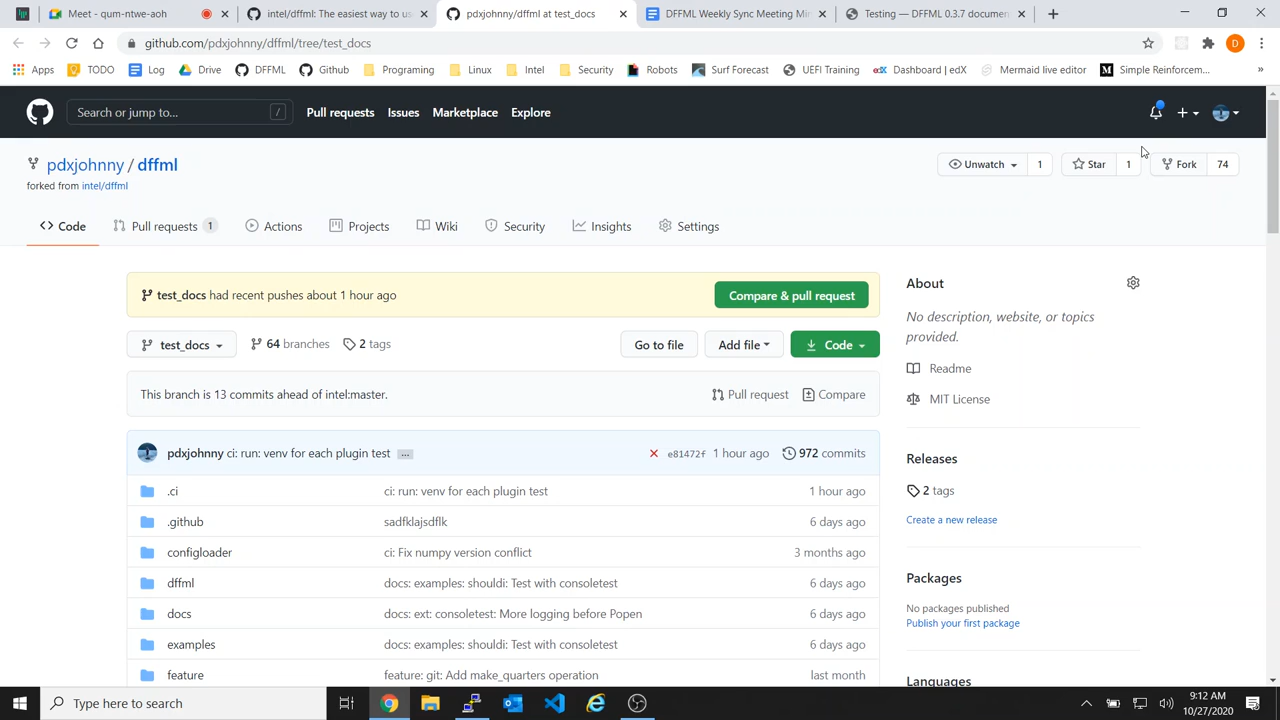 Meet - qum-ntwe-aoh
intel/dffml: The easiest way to us
pdxjohnny/dffml at test_docs
DFFML Weekly Sync Meeting Mi
Testing — DFFML 0.3.7 documen
github.com/pdxjohnny/dffml/tree/test_docs
D
Apps
TODO
Log
Drive
DFFML
Github
Programing
Linux
Intel
Security
Robots
Surf Forecast
UEFI Training
Dashboard | edX
Mermaid live editor
Simple Reinforcem...
»
Search or jump to...
/
Pull requests
Issues
Marketplace
Explore
pdxjohnny / dffml
forked from intel/dffml
Unwatch 1
Star 1
Fork 74
Code
Pull requests 1
Actions
Projects
Wiki
Security
Insights
Settings
test_docs had recent pushes about 1 hour ago
Compare & pull request
test_docs
64 branches
2 tags
Go to file
Add file
Code
This branch is 13 commits ahead of intel:master.
Pull request
Compare
pdxjohnny ci: run: venv for each plugin test ...
e81472f 1 hour ago
972 commits
.ci ci: run: venv for each plugin test 1 hour ago
.github sadfklajsdflk 6 days ago
configloader ci: Fix numpy version conflict 3 months ago
dffml docs: examples: shouldi: Test with consoletest 6 days ago
docs docs: ext: consoletest: More logging before Popen 6 days ago
examples docs: examples: shouldi: Test with consoletest 6 days ago
feature feature: git: Add make_quarters operation last month
About
No description, website, or topics
provided.
Readme
MIT License
Releases
2 tags
Create a new release
Packages
No packages published
Publish your first package
Languages
Type here to search
9:12 AM
10/27/2020